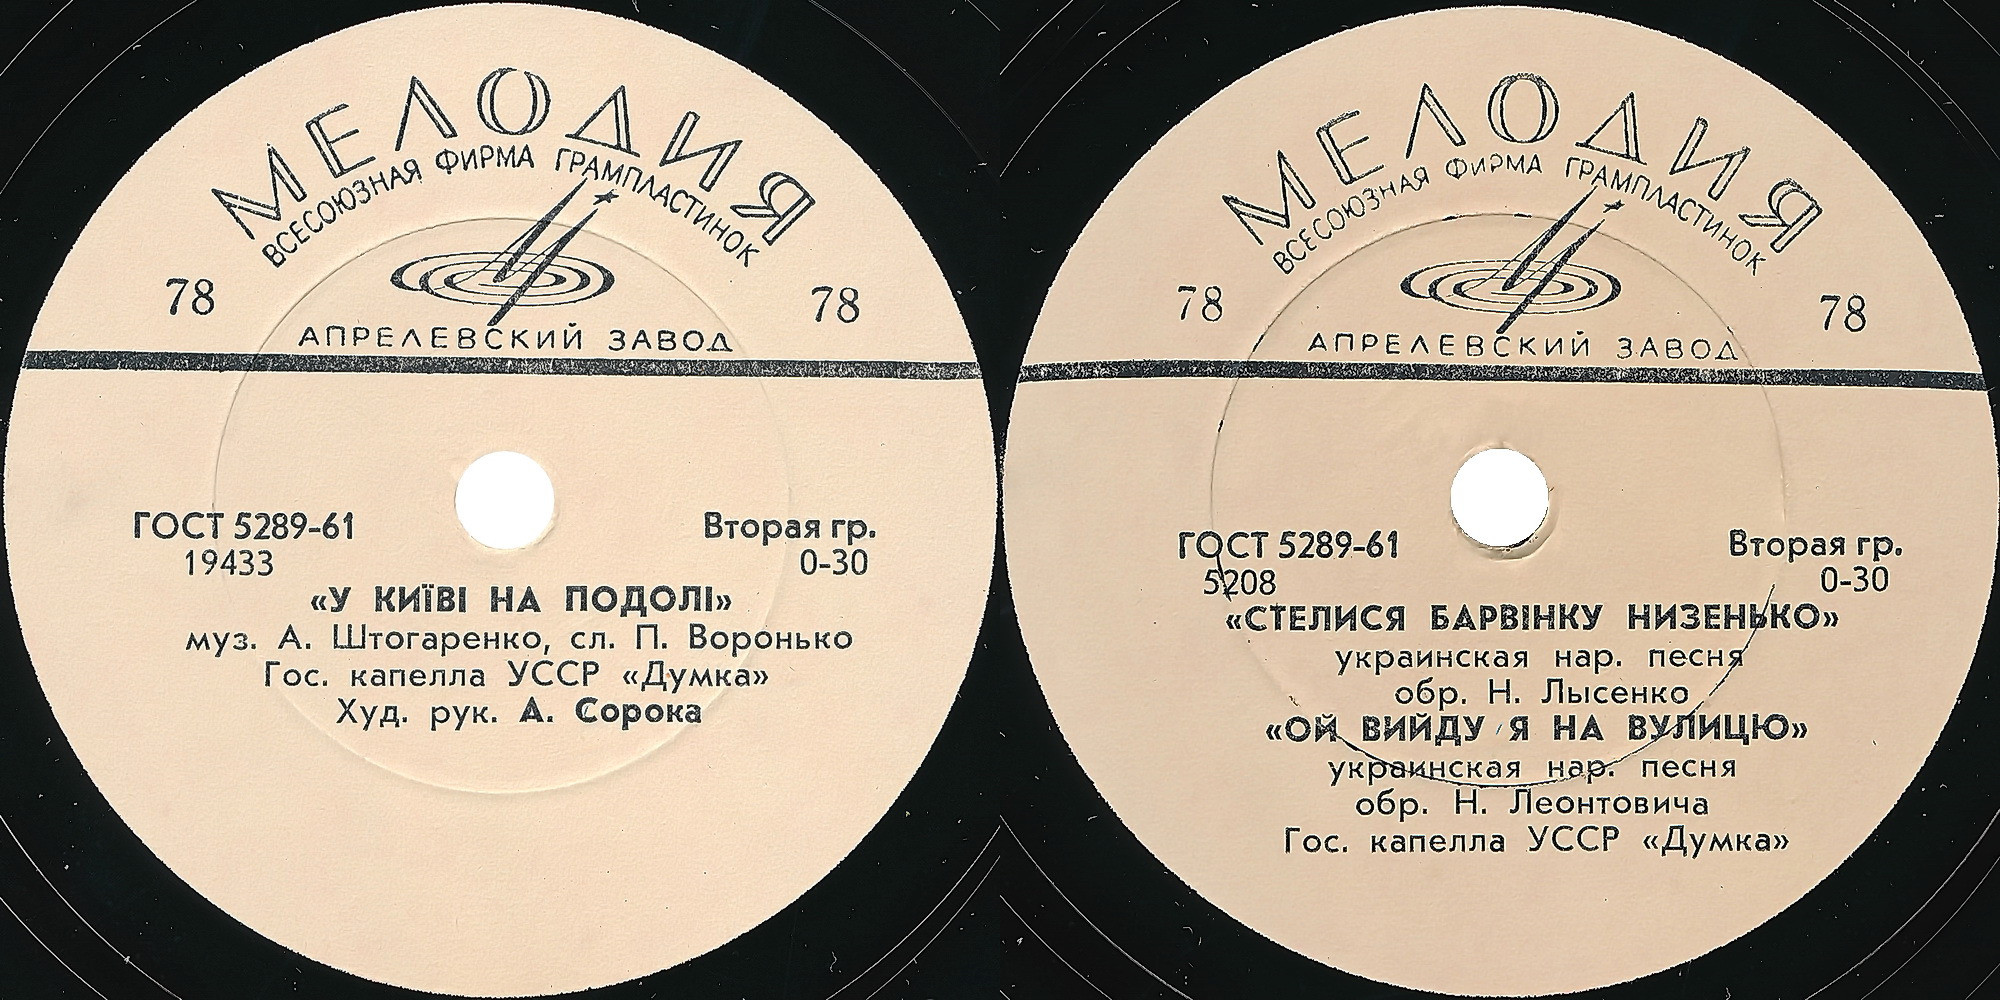 МЕЛОДИЯ
ВСЕСОЮЗНАЯ ФИРМА ГРАМПЛАСТИНОК
78 78
АПРЕЛЕВСКИЙ ЗАВОД
ГОСТ 5289-61 Вторая гр.
19433 0-30
«У КИЇВІ НА ПОДОЛІ»
муз. А. Штогаренко, сл. П. Воронько
Гос. капелла УССР «Думка»
Худ. рук. А. Сорока
МЕЛОДИЯ
ВСЕСОЮЗНАЯ ФИРМА ГРАМПЛАСТИНОК
78 78
АПРЕЛЕВСКИЙ ЗАВОД
ГОСТ 5289-61 Вторая гр.
5208 0-30
«СТЕЛИСЯ БАРВІНКУ НИЗЕНЬКО»
украинская нар. песня
обр. Н. Лысенко
«ОЙ ВИЙДУ Я НА ВУЛИЦЮ»
украинская нар. песня
обр. Н. Леонтовича
Гос. капелла УССР «Думка»